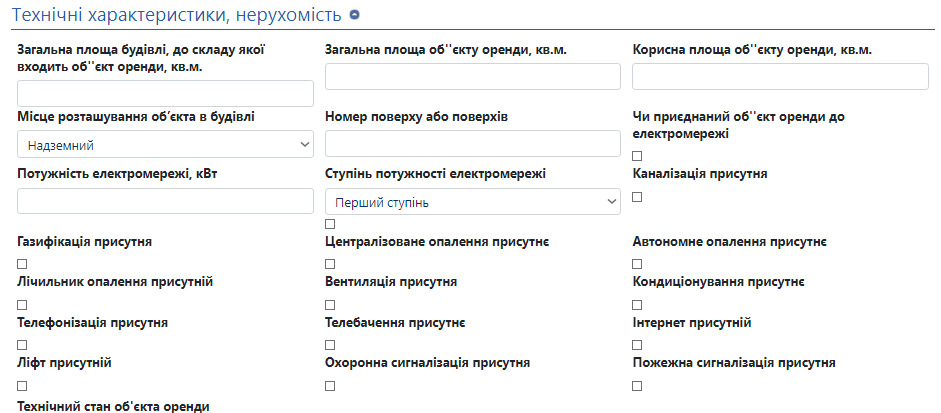 Технічні характеристики, нерухомість
Загальна площа будівлі, до складу якої
входить об''єкт оренди, кв.м.
Загальна площа об''єкту оренди, кв.м.
Корисна площа об''єкту оренди, кв.м.
Місце розташування об’єкта в будівлі
Надземний
Номер поверху або поверхів
Чи приєднаний об''єкт оренди до
електромережі
Потужність електромережі, кВт
Ступінь потужності електромережі
Перший ступінь
Каналізація присутня
Газифікація присутня
Централізоване опалення присутнє
Автономне опалення присутнє
Лічильник опалення присутній
Вентиляція присутня
Кондиціонування присутнє
Телефонізація присутня
Телебачення присутнє
Інтернет присутній
Ліфт присутній
Охоронна сигналізація присутня
Пожежна сигналізація присутня
Технічний стан об'єкта оренди